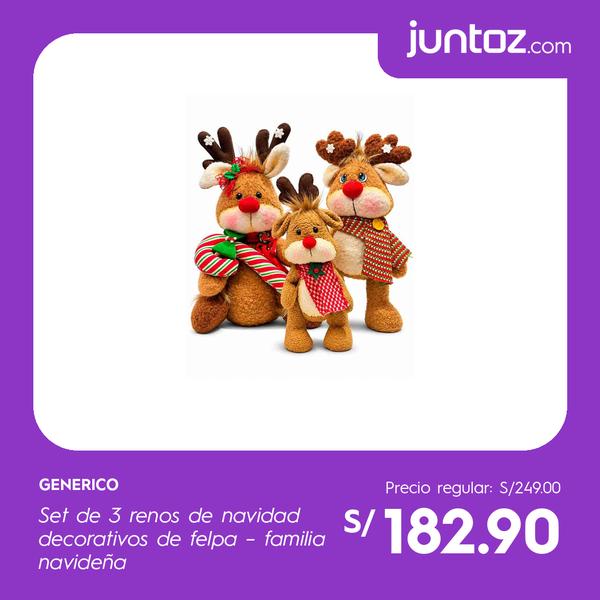 juntoz.com
GENERICO
Set de 3 renos de navidad
decorativos de felpa - familia
navideña
Precio regular: S/249.00
S/182.90